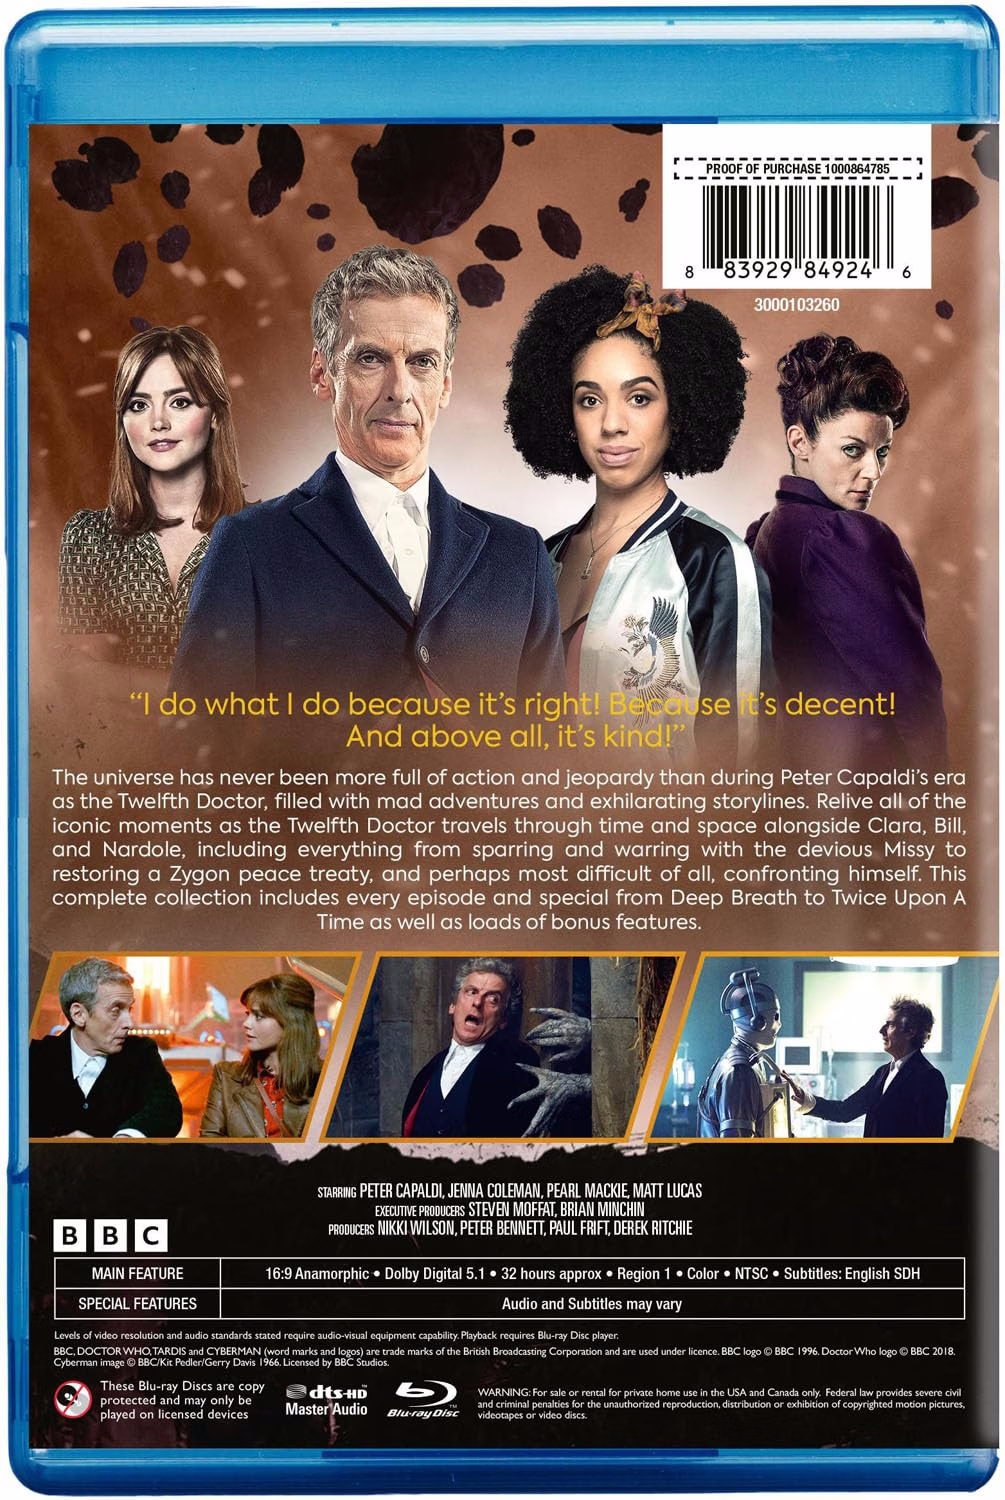 PROOF OF PURCHASE 1000864785
8 83929 84924 6
3000103260
“I do what I do because it’s right! Because it’s decent!
And above all, it’s kind!”
The universe has never been more full of action and jeopardy than during Peter Capaldi’s era
as the Twelfth Doctor, filled with mad adventures and exhilarating storylines. Relive all of the
iconic moments as the Twelfth Doctor travels through time and space alongside Clara, Bill,
and Nardole, including everything from sparring and warring with the devious Missy to
restoring a Zygon peace treaty, and perhaps most difficult of all, confronting himself. This
complete collection includes every episode and special from Deep Breath to Twice Upon A
Time as well as loads of bonus features.
STARRING PETER CAPALDI, JENNA COLEMAN, PEARL MACKIE, MATT LUCAS
EXECUTIVE PRODUCERS STEVEN MOFFAT, BRIAN MINCHIN
PRODUCERS NIKKI WILSON, PETER BENNETT, PAUL FRIFT, DEREK RITCHIE
BBC
MAIN FEATURE 16:9 Anamorphic • Dolby Digital 5.1 • 32 hours approx • Region 1 • Color • NTSC • Subtitles: English SDH
SPECIAL FEATURES Audio and Subtitles may vary
Levels of video resolution and audio standards stated require audio-visual equipment capability. Playback requires Blu-ray Disc player.
BBC, DOCTOR WHO, TARDIS and CYBERMAN (word marks and logos) are trade marks of the British Broadcasting Corporation and are used under licence. BBC logo © BBC 1996. Doctor Who logo © BBC 2018.
Cyberman image © BBC/Kit Pedler/Gerry Davis 1966. Licensed by BBC Studios.
These Blu-ray Discs are copy
protected and may only be
played on licensed devices
dts-HD™
Master Audio
Blu-ray Disc™
WARNING: For sale or rental for private home use in the USA and Canada only. Federal law provides severe civil
and criminal penalties for the unauthorized reproduction, distribution or exhibition of copyrighted motion pictures,
videotapes or video discs.